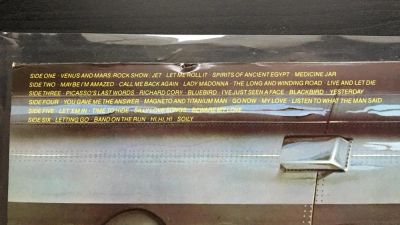 SIDE ONE · VENUS AND MARS · ROCK SHOW · JET · LET ME ROLL IT · SPIRITS OF ANCIENT EGYPT · MEDICINE JAR
SIDE TWO · MAYBE I'M AMAZED · CALL ME BACK AGAIN · LADY MADONNA · THE LONG AND WINDING ROAD · LIVE AND LET DIE
SIDE THREE · PICASSO'S LAST WORDS · RICHARD CORY · BLUEBIRD · I'VE JUST SEEN A FACE · BLACKBIRD · YESTERDAY
SIDE FOUR · YOU GAVE ME THE ANSWER · MAGNETO AND TITANIUM MAN · GO NOW · MY LOVE · LISTEN TO WHAT THE MAN SAID
SIDE FIVE · LET 'EM IN · TIME TO HIDE · SILLY LOVE SONGS · BEWARE MY LOVE
SIDE SIX · LETTING GO · BAND ON THE RUN · HI, HI, HI · SOILY